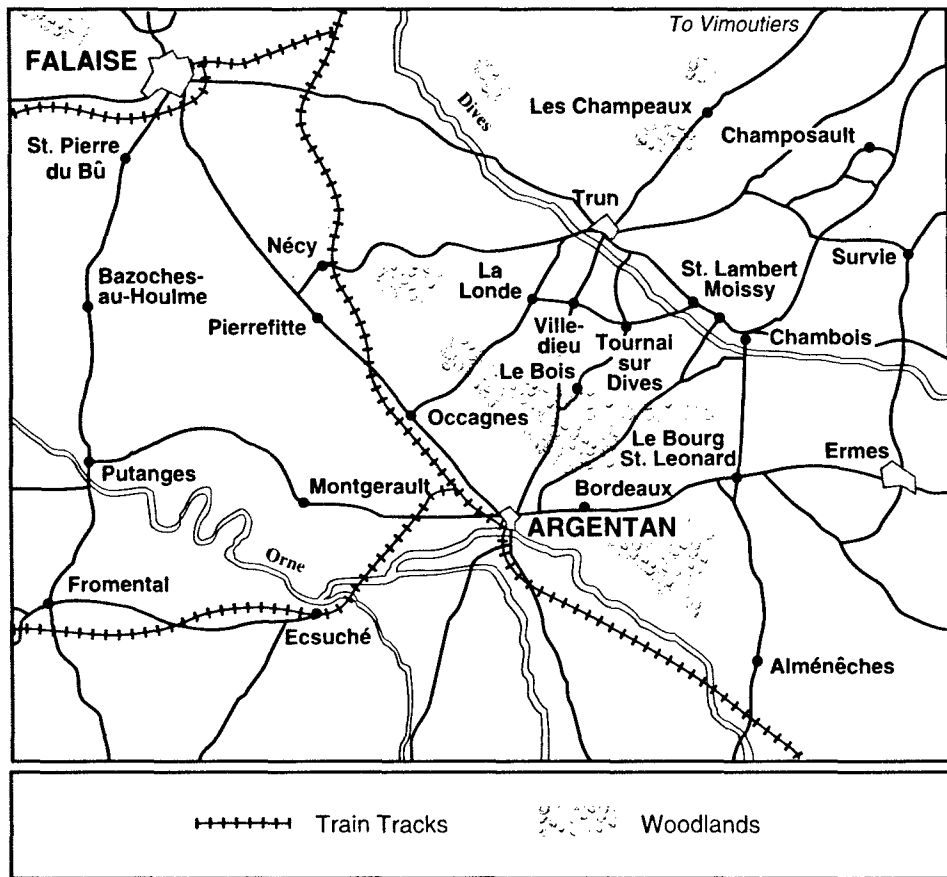 To Vimoutiers
FALAISE
Les Champeaux
Dives
Champosault
St. Pierre
du Bû
Trun
Nécy
La
Londe
St. Lambert
Moissy
Survie
Bazoches-
au-Houlme
Pierrefitte
Ville-
dieu
Tournai
sur
Dives
Chambois
Le Bois
Occagnes
Le Bourg
St. Leonard
Ermes
Putanges
Montgerault
Bordeaux
ARGENTAN
Orne
Fromental
Ecsuché
Alménêches
Train Tracks
Woodlands